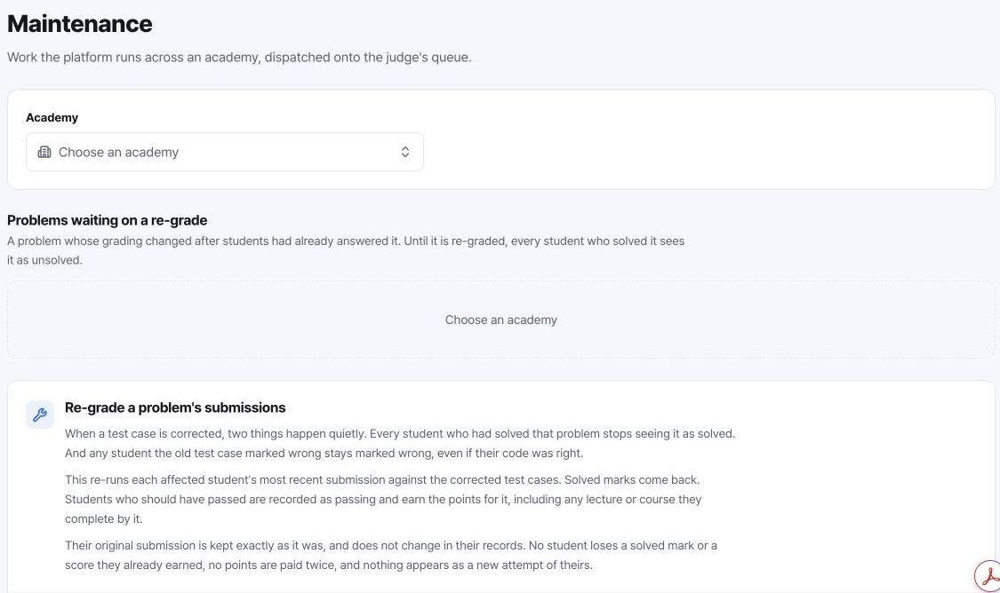 Maintenance
Work the platform runs across an academy, dispatched onto the judge's queue.
Academy
Choose an academy
Problems waiting on a re-grade
A problem whose grading changed after students had already answered it. Until it is re-graded, every student who solved it sees
it as unsolved.
Choose an academy
Re-grade a problem's submissions
When a test case is corrected, two things happen quietly. Every student who had solved that problem stops seeing it as solved.
And any student the old test case marked wrong stays marked wrong, even if their code was right.
This re-runs each affected student's most recent submission against the corrected test cases. Solved marks come back.
Students who should have passed are recorded as passing and earn the points for it, including any lecture or course they
complete by it.
Their original submission is kept exactly as it was, and does not change in their records. No student loses a solved mark or a
score they already earned, no points are paid twice, and nothing appears as a new attempt of theirs.